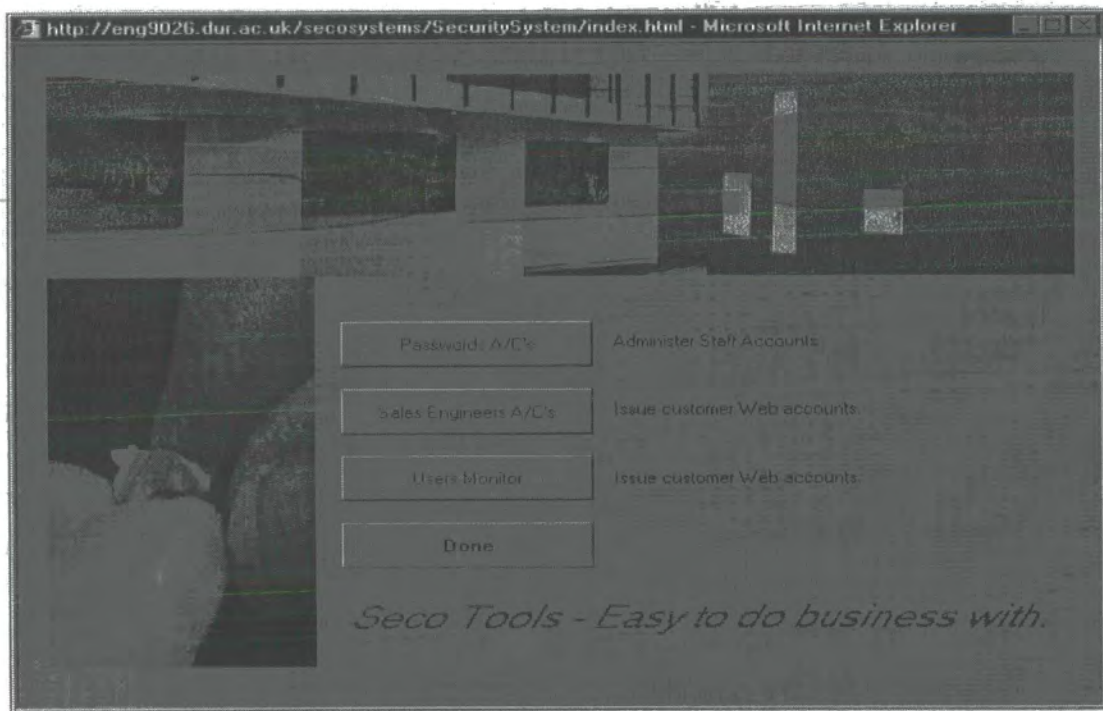 http://eng9026.dur.ac.uk/secosystems/SecuritySystem/index.html - Microsoft Internet Explorer
Passwords A/C's Administer Staff Accounts
Sales Engineers A/C's Issue customer Web accounts.
Users Monitor Issue customer Web accounts.
Done
Seco Tools - Easy to do business with.